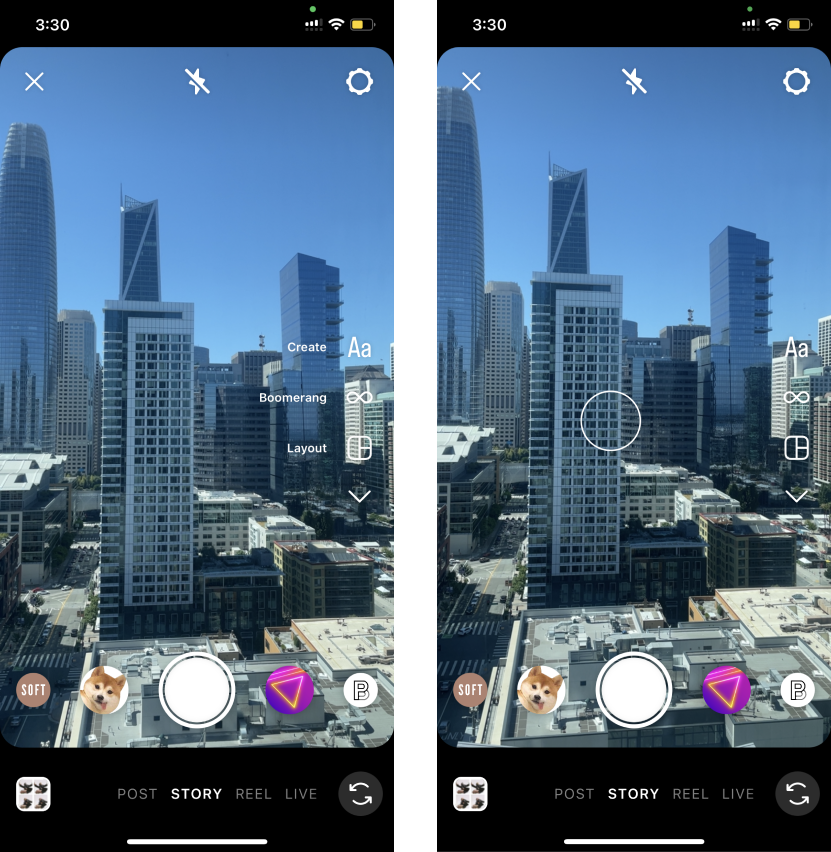 3:30
Create
Aa
Boomerang
Layout
SOFT
B
POST STORY REEL LIVE
3:30
Aa
SOFT
B
POST STORY REEL LIVE